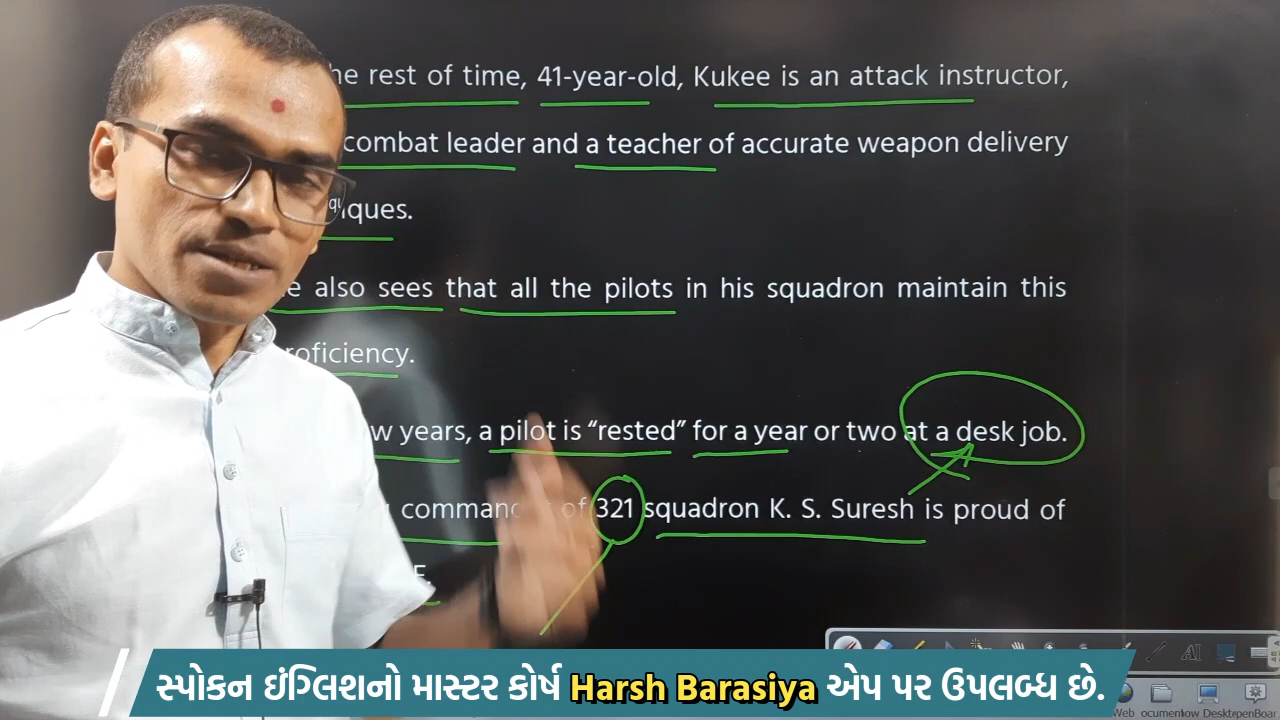 he rest of time, 41-year-old, Kukee is an attack instructor,
combat leader and a teacher of accurate weapon delivery
iques.
e also sees that all the pilots in his squadron maintain this
roficiency.
w years, a pilot is “rested” for a year or two at a desk job.
of 321 squadron K. S. Suresh is proud of
સ્પોકન ઇંગ્લિશનો માસ્ટર કોર્ષ Harsh Barasiya એપ પર ઉપલબ્ધ છે.